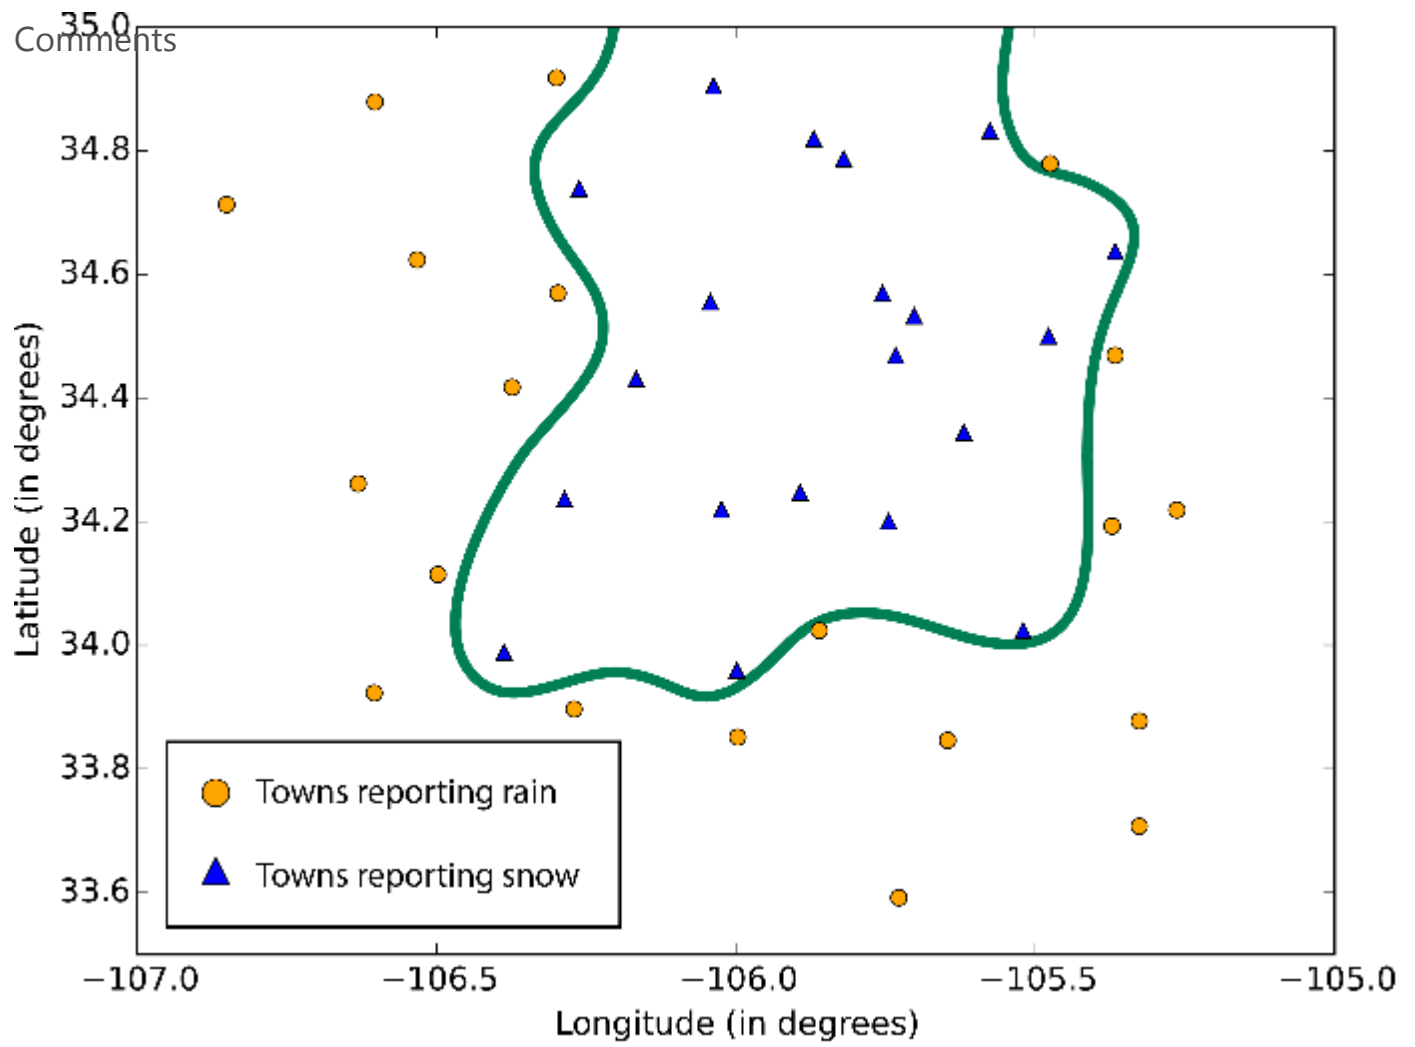 Comments
35.0
34.8
34.6
34.4
34.2
34.0
33.8
33.6
Latitude (in degrees)
Towns reporting rain
Towns reporting snow
−107.0 −106.5 −106.0 −105.5 −105.0
Longitude (in degrees)